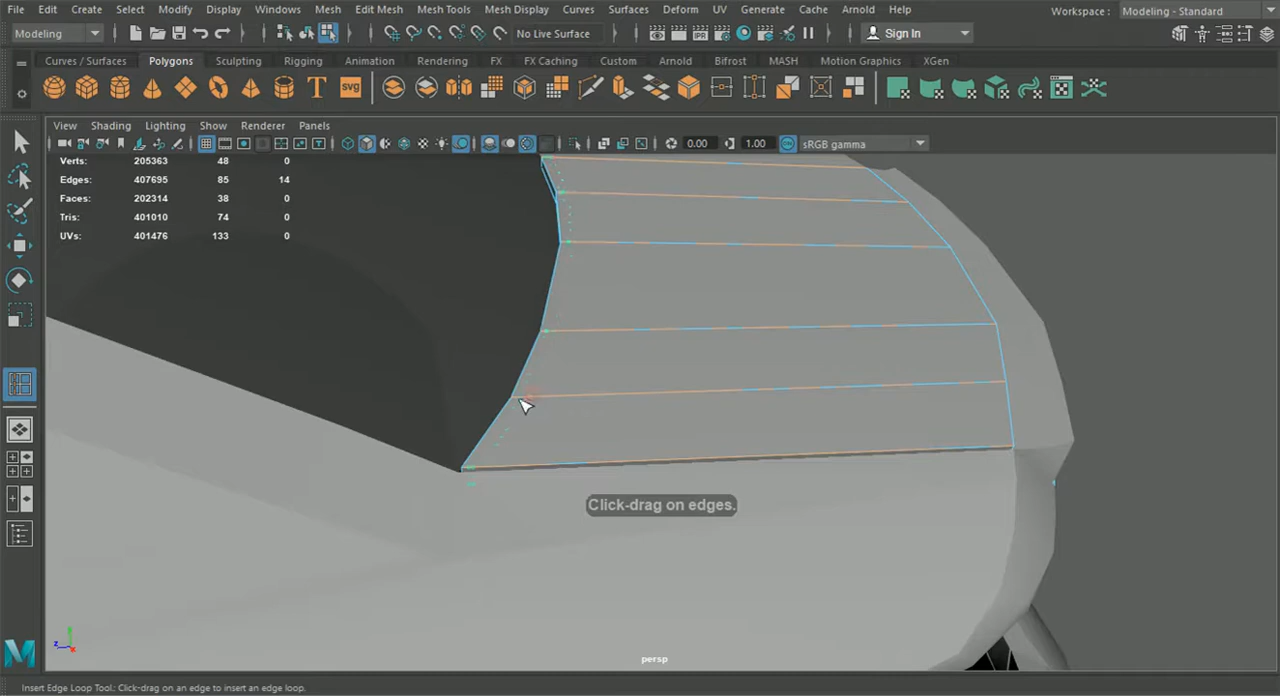 File Edit Create Select Modify Display Windows Mesh Edit Mesh Mesh Tools Mesh Display Curves Surfaces Deform UV Generate Cache Arnold Help Workspace : Modeling - Standard
Modeling No Live Surface Sign In
Curves / Surfaces Polygons Sculpting Rigging Animation Rendering FX FX Caching Custom Arnold Bifrost MASH Motion Graphics XGen
T SVG
View Shading Lighting Show Renderer Panels
0.00 1.00 sRGB gamma
Verts: 205363 48 0
Edges: 407695 85 14
Faces: 202314 38 0
Tris: 401010 74 0
UVs: 401476 133 0
Click-drag on edges.
persp
Insert Edge Loop Tool: Click-drag on an edge to insert an edge loop.